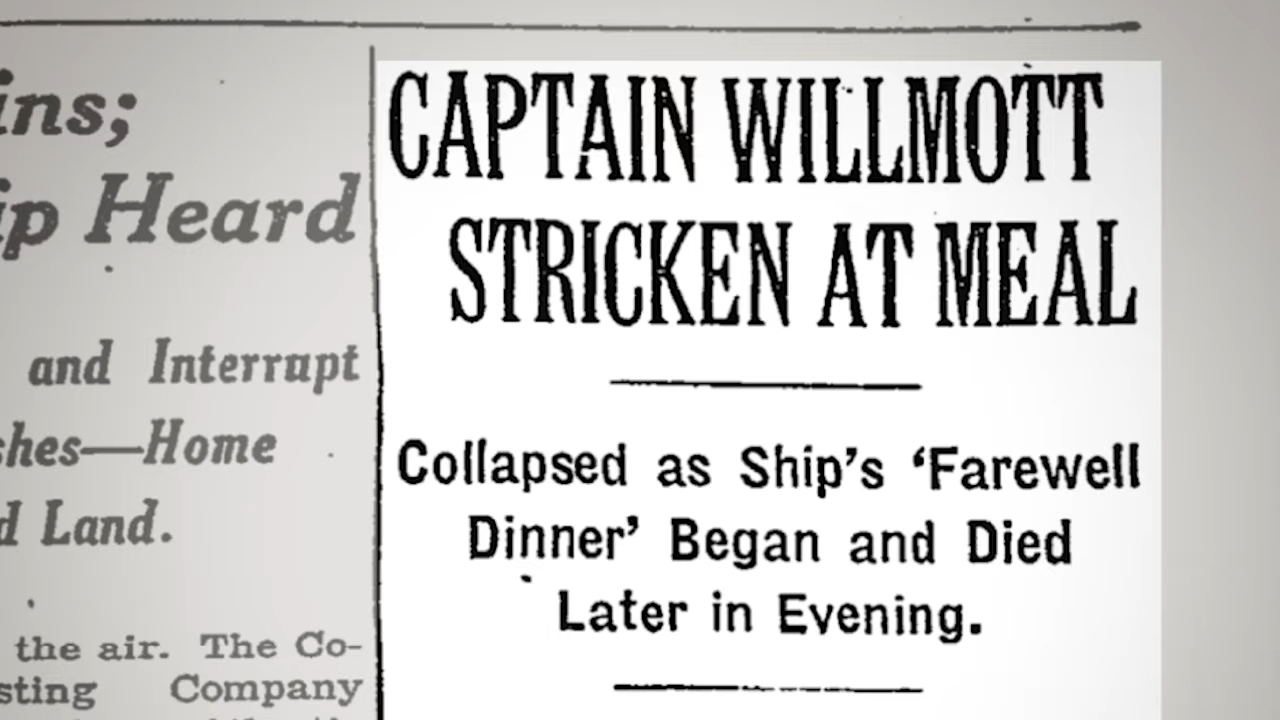 ins;
ip Heard
and Interrupt
shes—Home
d Land.
the air. The Co-
sting Company
CAPTAIN WILLMOTT
STRICKEN AT MEAL
Collapsed as Ship's 'Farewell
Dinner' Began and Died
Later in Evening.